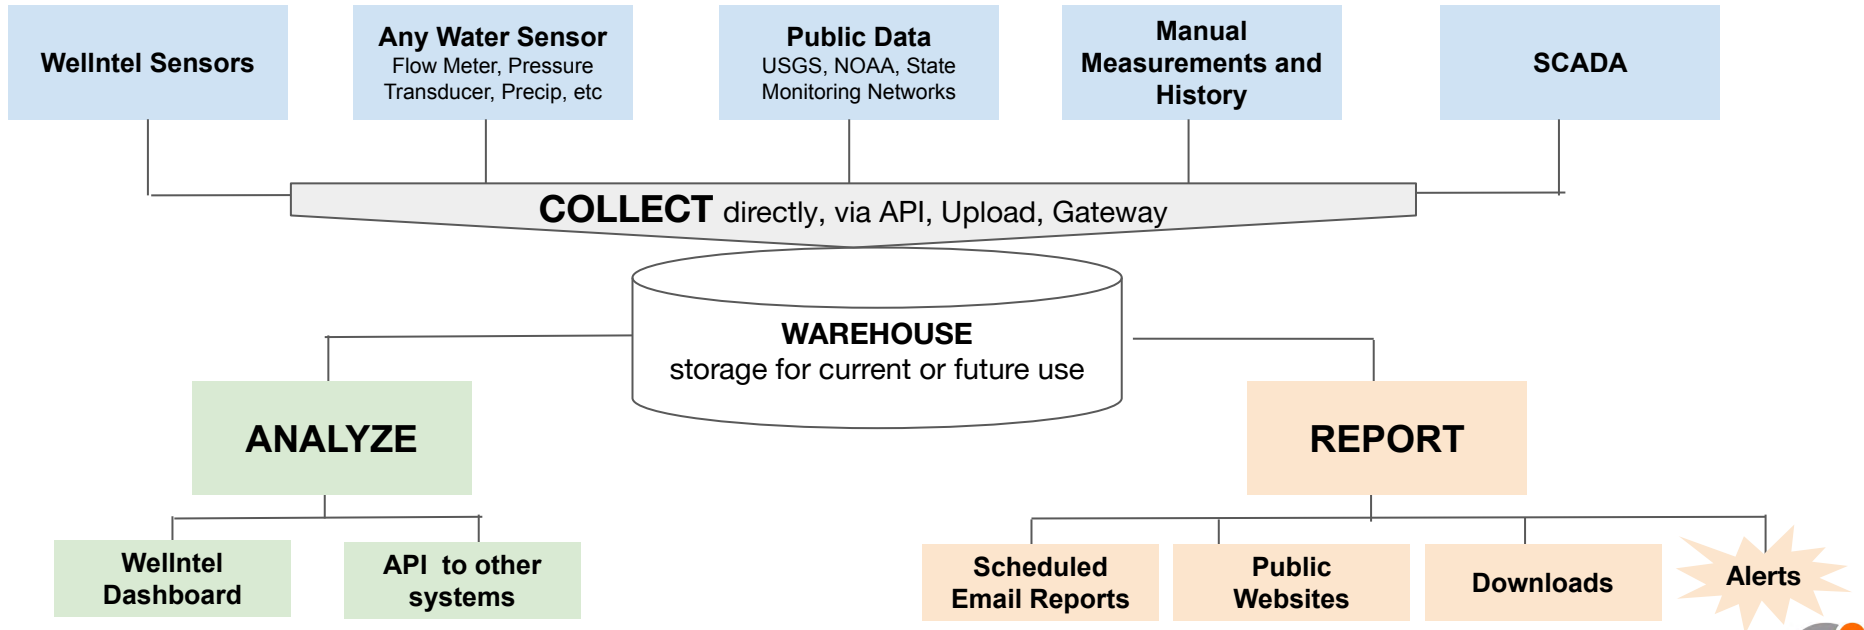 WellIntel Sensors
Any Water Sensor
Flow Meter, Pressure
Transducer, Precip, etc
Public Data
USGS, NOAA, State
Monitoring Networks
Manual
Measurements and
History
SCADA
COLLECT directly, via API, Upload, Gateway
WAREHOUSE
storage for current or future use
ANALYZE
REPORT
WellIntel
Dashboard
API to other
systems
Scheduled
Email Reports
Public
Websites
Downloads
Alerts